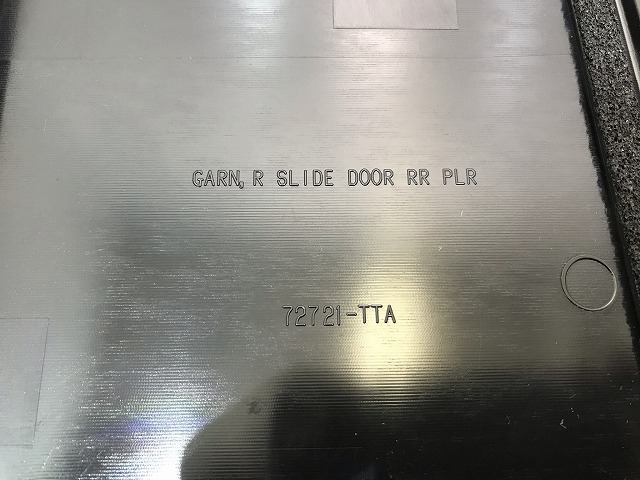 GARN, R SLIDE DOOR RR PLR
72721-TTA